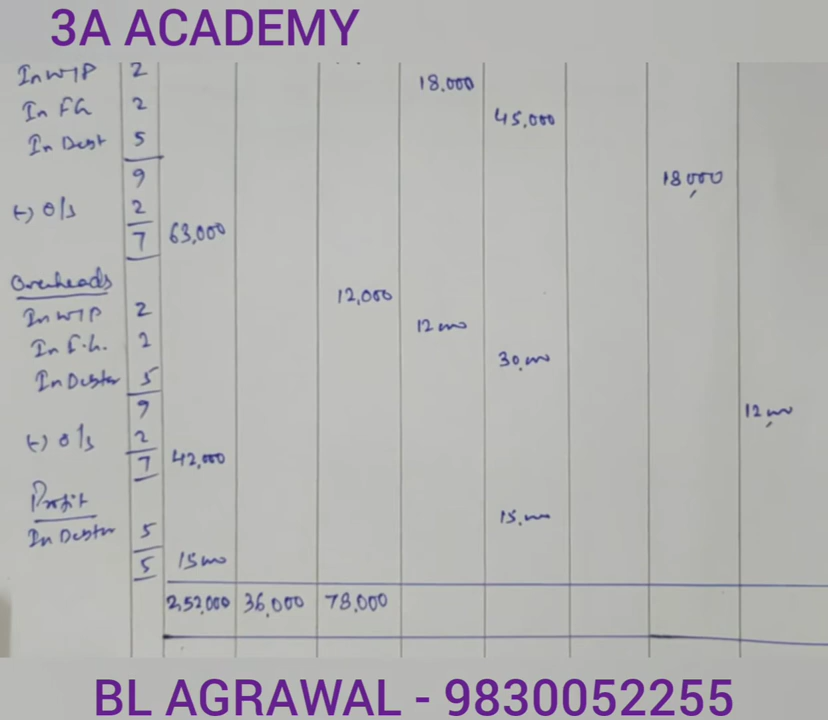 3A ACADEMY
In WIP 2 18,000
In FG 2 45,000
In Debt 5
9 18,000
(-) O/s 2
7 63,000
Overheads 12,000
In WIP 2 12,000
In F.G. 2 30,000
In Debtor 5
9 12,000
(-) O/s 2
7 42,000
Profit 15,000
In Debtor 5
5 15,000
2,52,000 36,000 78,000
BL AGRAWAL - 9830052255